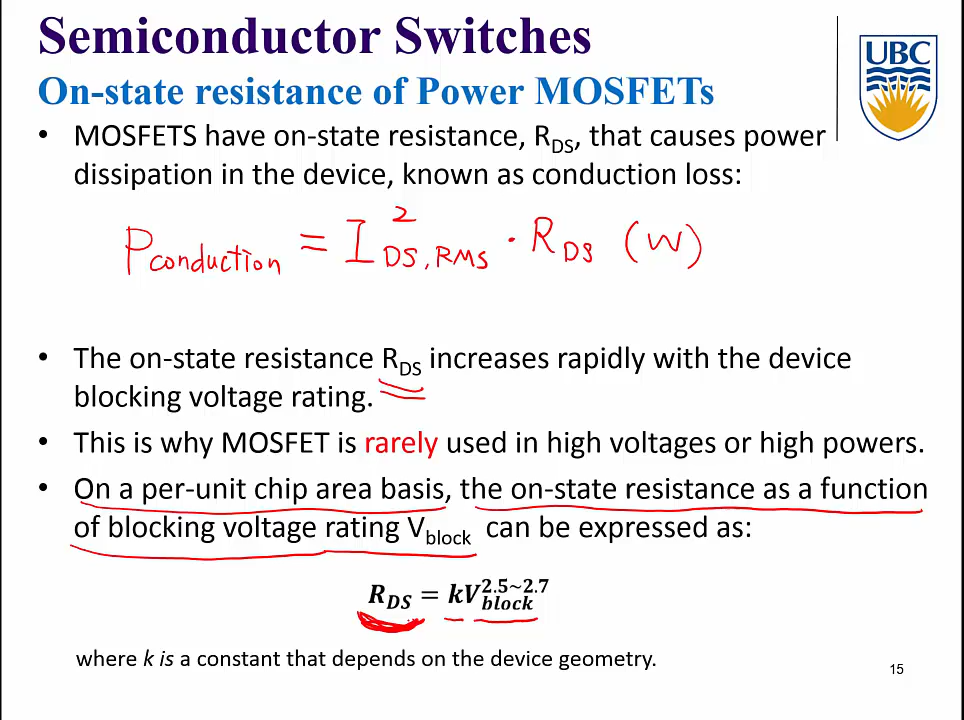 Semiconductor Switches
UBC
On-state resistance of Power MOSFETs
• MOSFETS have on-state resistance, R_DS, that causes power
dissipation in the device, known as conduction loss:
P_conduction = I²_DS,RMS · R_DS (W)
• The on-state resistance R_DS increases rapidly with the device
blocking voltage rating.
• This is why MOSFET is rarely used in high voltages or high powers.
• On a per-unit chip area basis, the on-state resistance as a function
of blocking voltage rating V_block can be expressed as:
R_DS = kV_block^2.5~2.7
where k is a constant that depends on the device geometry.
15